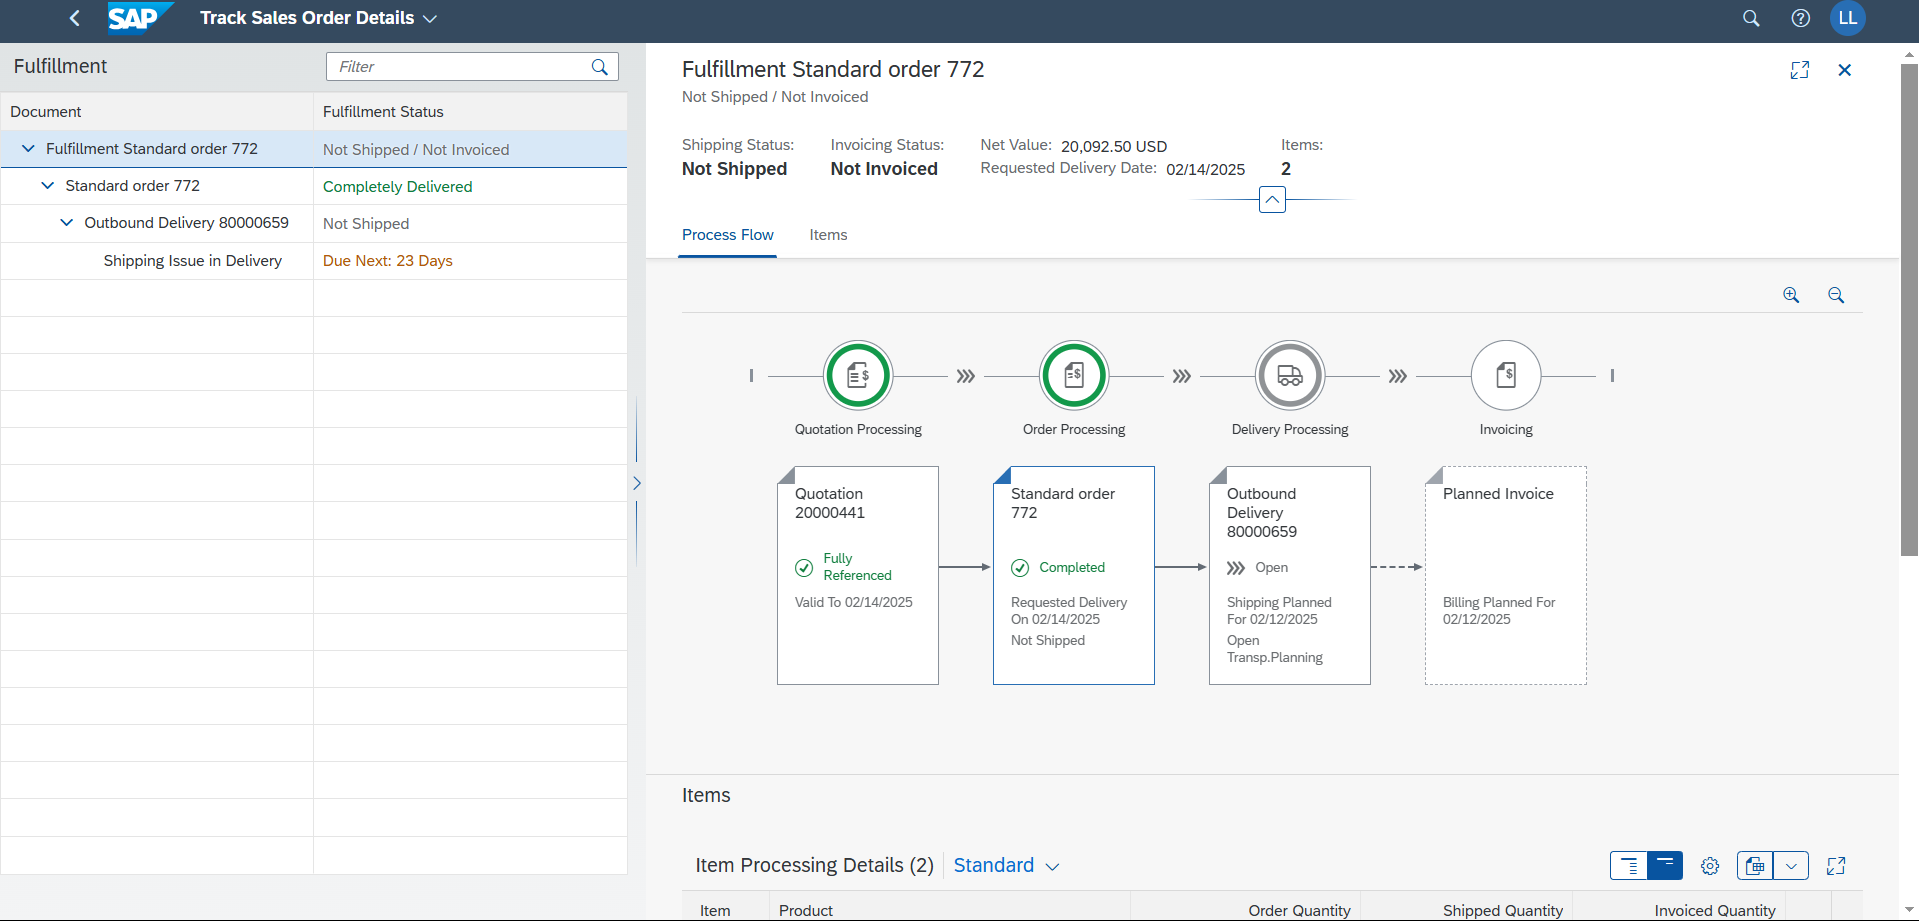 SAP Track Sales Order Details LL
Fulfillment Filter
Document Fulfillment Status
Fulfillment Standard order 772 Not Shipped / Not Invoiced
Standard order 772 Completely Delivered
Outbound Delivery 80000659 Not Shipped
Shipping Issue in Delivery Due Next: 23 Days
Fulfillment Standard order 772
Not Shipped / Not Invoiced
Shipping Status: Invoicing Status: Net Value: 20,092.50 USD Items:
Not Shipped Not Invoiced Requested Delivery Date: 02/14/2025 2
Process Flow Items
Quotation Processing Order Processing Delivery Processing Invoicing
Quotation
20000441
Fully
Referenced
Valid To 02/14/2025
Standard order
772
Completed
Requested Delivery
On 02/14/2025
Not Shipped
Outbound
Delivery
80000659
Open
Shipping Planned
For 02/12/2025
Open
Transp.Planning
Planned Invoice
Billing Planned For
02/12/2025
Items
Item Processing Details (2) Standard
Item Product Order Quantity Shipped Quantity Invoiced Quantity